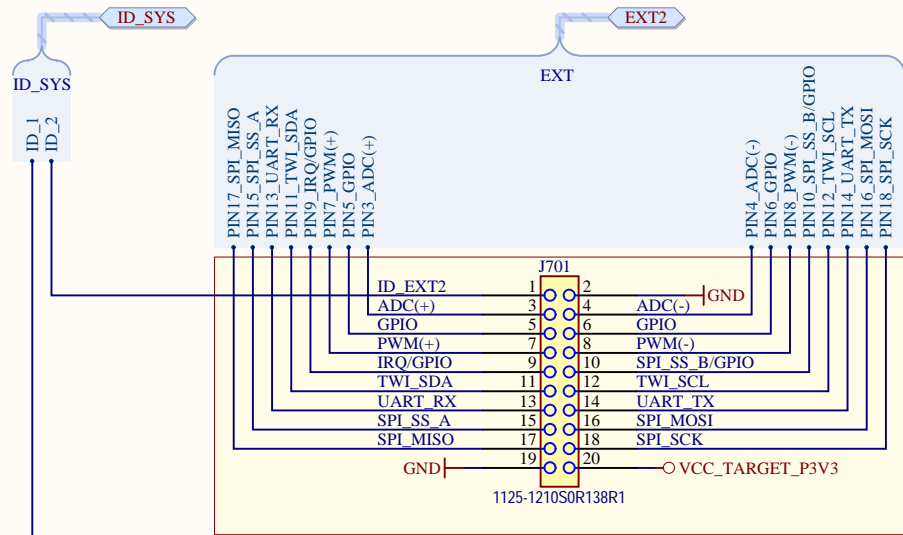 ID_SYS
EXT2
ID_SYS
EXT
ID_1
ID_2
PIN17_SPI_MISO
PIN15_SPI_SS_A
PIN13_UART_RX
PIN11_TWI_SDA
PIN9_IRQ/GPIO
PIN7_PWM(+)
PIN5_GPIO
PIN3_ADC(+)
PIN4_ADC(-)
PIN6_GPIO
PIN8_PWM(-)
PIN10_SPI_SS_B/GPIO
PIN12_TWI_SCL
PIN14_UART_TX
PIN16_SPI_MOSI
PIN18_SPI_SCK
J701
ID_EXT2 1 2 GND
ADC(+) 3 4 ADC(-)
GPIO 5 6 GPIO
PWM(+) 7 8 PWM(-)
IRQ/GPIO 9 10 SPI_SS_B/GPIO
TWI_SDA 11 12 TWI_SCL
UART_RX 13 14 UART_TX
SPI_SS_A 15 16 SPI_MOSI
SPI_MISO 17 18 SPI_SCK
GND 19 20 VCC_TARGET_P3V3
1125-1210S0R138R1